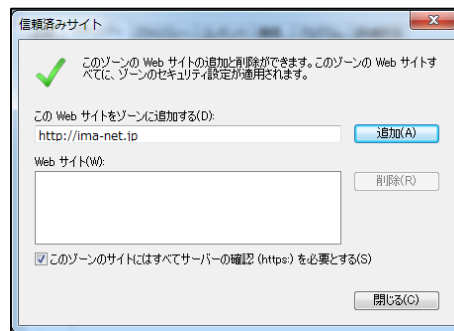 信頼済みサイト
このゾーンの Web サイトの追加と削除ができます。このゾーンの Web サイトす
べてに、ゾーンのセキュリティ設定が適用されます。
この Web サイトをゾーンに追加する(D):
http://ima-net.jp
追加(A)
Web サイト(W):
削除(R)
このゾーンのサイトにはすべてサーバーの確認 (https:) を必要とする(S)
閉じる(C)